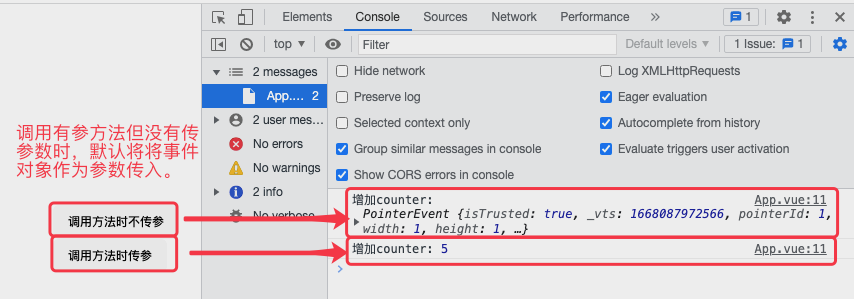 Elements
Console
Sources
Network
Performance
»
1
top
Filter
Default levels
1 Issue:
1
2 messages
App.... 2
2 user mes...
No errors
No warnings
2 info
No verbose
Hide network
Log XMLHttpRequests
Preserve log
Eager evaluation
Selected context only
Autocomplete from history
Group similar messages in console
Evaluate triggers user activation
Show CORS errors in console
调用有参方法但没有传
参数时，默认将将事件
对象作为参数传入。
调用方法时不传参
调用方法时传参
增加counter: App.vue:11
PointerEvent {isTrusted: true, _vts: 1668087972566, pointerId: 1,
width: 1, height: 1, …}
增加counter: 5 App.vue:11